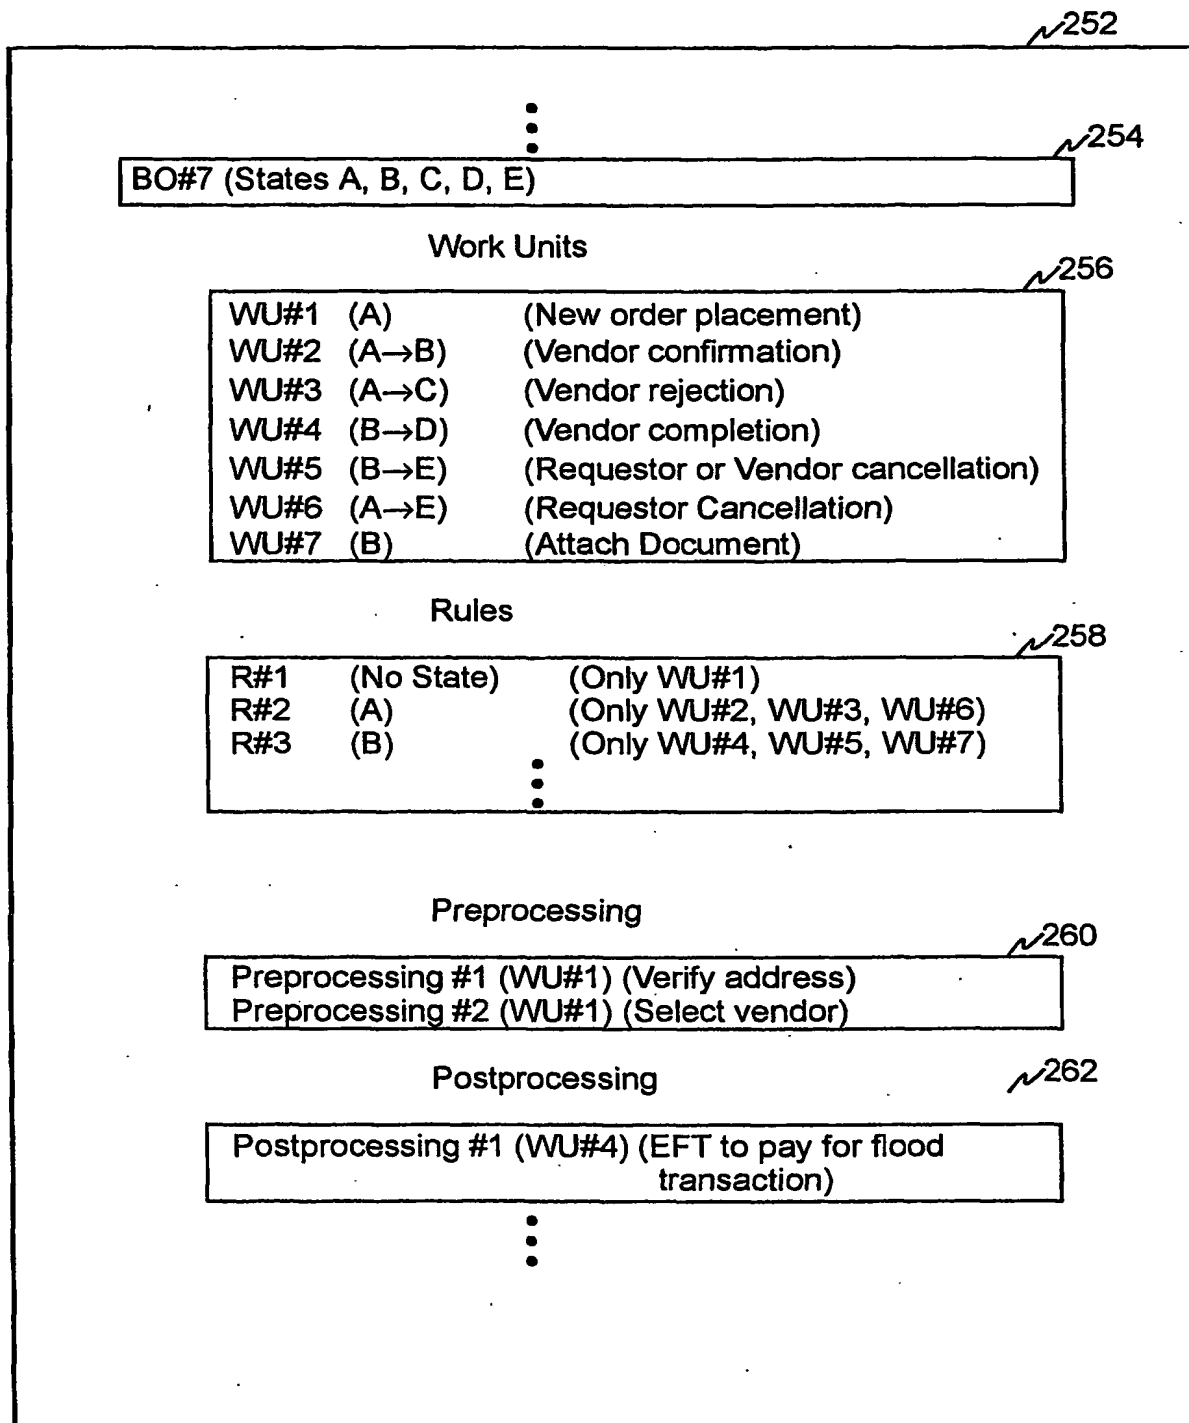 252
254
BO#7 (States A, B, C, D, E)
Work Units
256
WU#1 (A) (New order placement)
WU#2 (A→B) (Vendor confirmation)
WU#3 (A→C) (Vendor rejection)
WU#4 (B→D) (Vendor completion)
WU#5 (B→E) (Requestor or Vendor cancellation)
WU#6 (A→E) (Requestor Cancellation)
WU#7 (B) (Attach Document)
Rules
258
R#1 (No State) (Only WU#1)
R#2 (A) (Only WU#2, WU#3, WU#6)
R#3 (B) (Only WU#4, WU#5, WU#7)
Preprocessing
260
Preprocessing #1 (WU#1) (Verify address)
Preprocessing #2 (WU#1) (Select vendor)
Postprocessing
262
Postprocessing #1 (WU#4) (EFT to pay for flood
transaction)